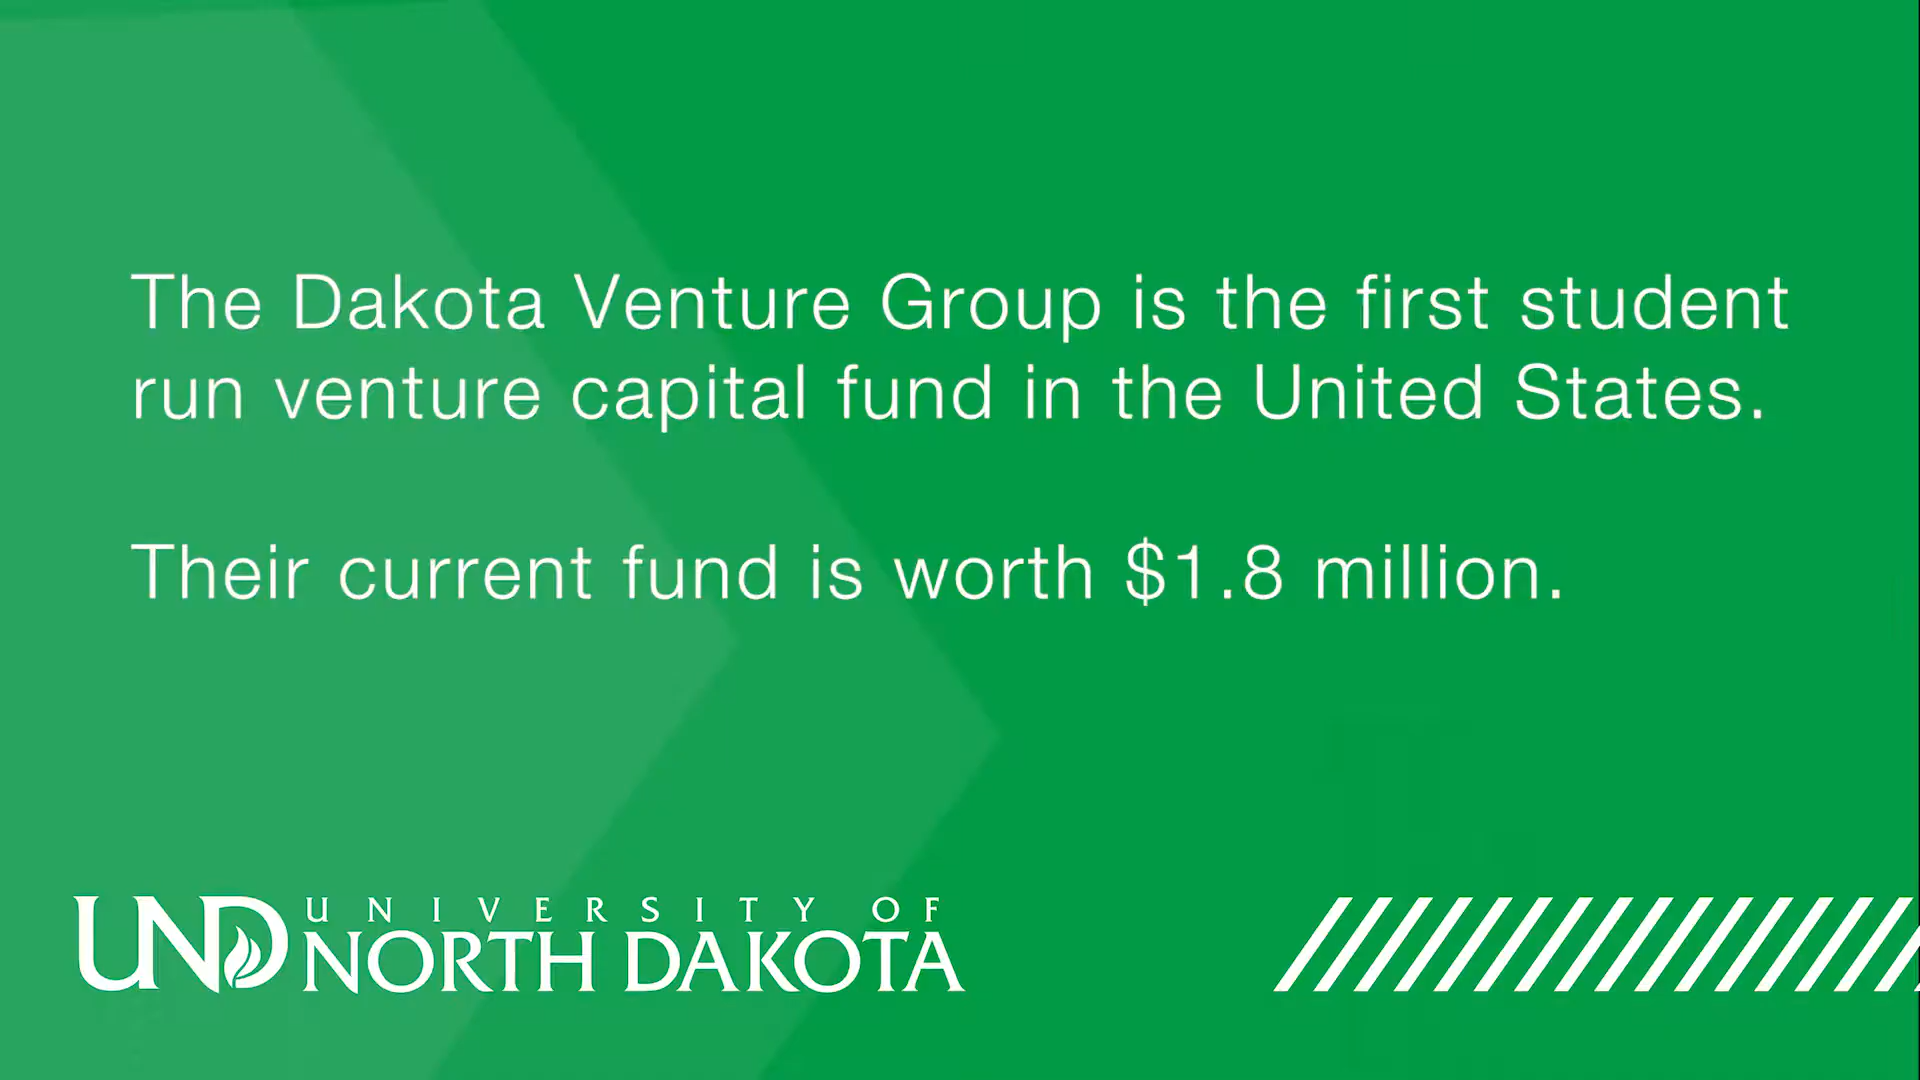 The Dakota Venture Group is the first student
run venture capital fund in the United States.
Their current fund is worth $1.8 million.
UND UNIVERSITY OF
NORTH DAKOTA